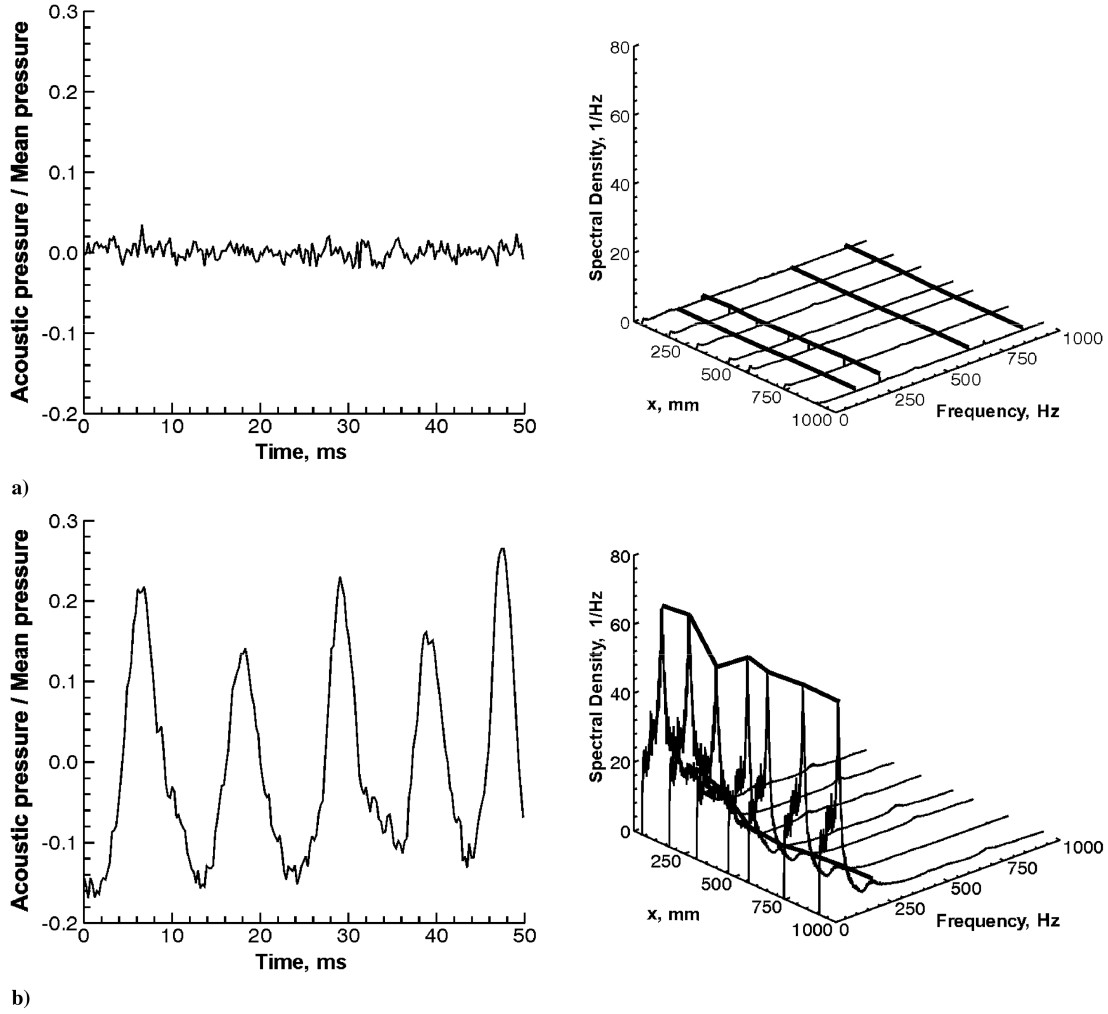 0.3
0.2
0.1
0.0
-0.1
-0.2
Acoustic pressure / Mean pressure
0 10 20 30 40 50
Time, ms
80
60
40
20
0
Spectral Density, 1/Hz
250
500
750
1000
x, mm
0
250
500
750
1000
Frequency, Hz
a)
0.3
0.2
0.1
0.0
-0.1
-0.2
Acoustic pressure / Mean pressure
0 10 20 30 40 50
Time, ms
80
60
40
20
0
Spectral Density, 1/Hz
250
500
750
1000
x, mm
0
250
500
750
1000
Frequency, Hz
b)